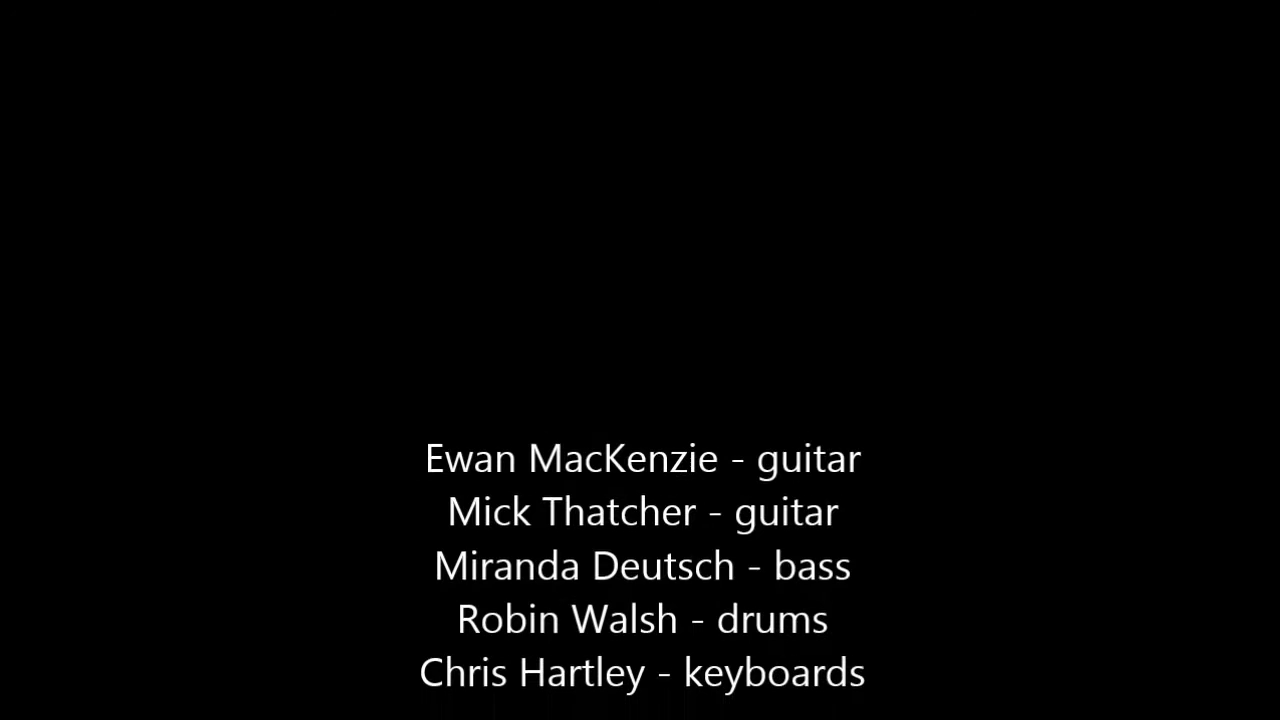 Ewan MacKenzie - guitar
Mick Thatcher - guitar
Miranda Deutsch - bass
Robin Walsh - drums
Chris Hartley - keyboards